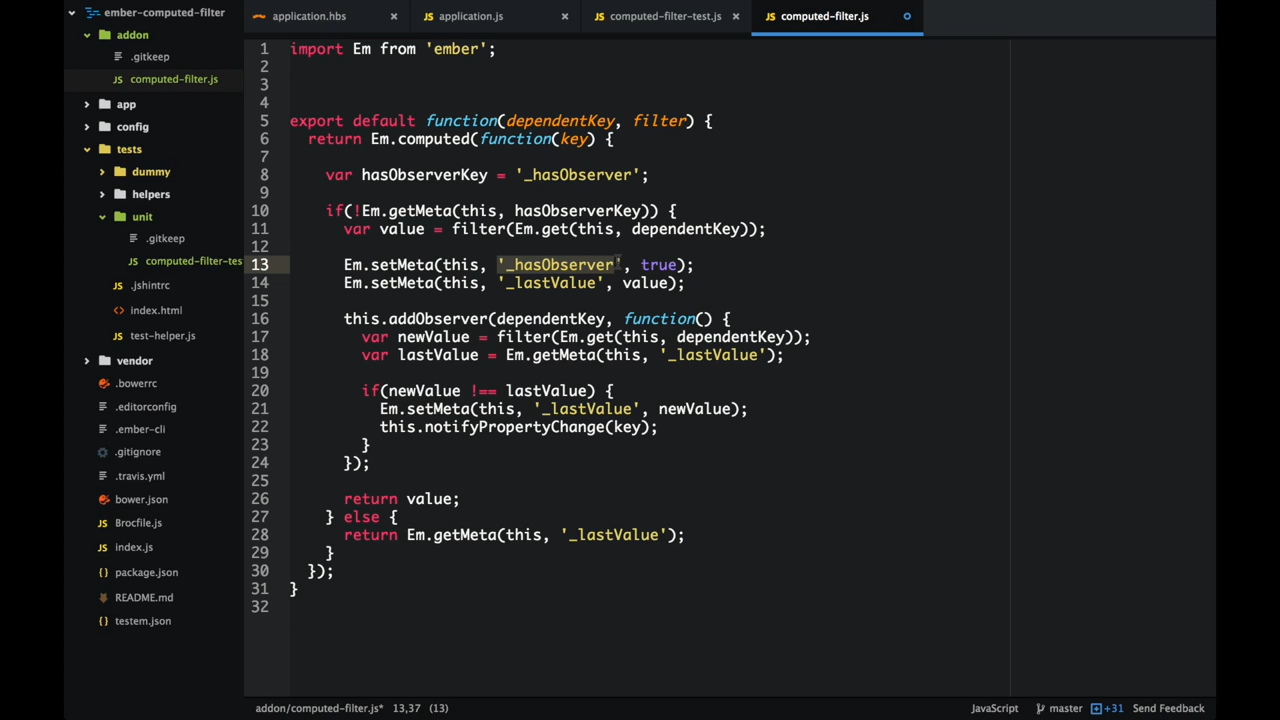 ember-computed-filter
addon
.gitkeep
computed-filter.js
app
config
tests
dummy
helpers
unit
.gitkeep
computed-filter-tes
.jshintrc
index.html
test-helper.js
vendor
.bowerrc
.editorconfig
.ember-cli
.gitignore
.travis.yml
bower.json
Brocfile.js
index.js
package.json
README.md
testem.json
application.hbs
application.js
computed-filter-test.js
computed-filter.js
1 import Em from 'ember';
2
3
4
5 export default function(dependentKey, filter) {
6 return Em.computed(function(key) {
7
8 var hasObserverKey = '_hasObserver';
9
10 if(!Em.getMeta(this, hasObserverKey)) {
11 var value = filter(Em.get(this, dependentKey));
12
13 Em.setMeta(this, '_hasObserver', true);
14 Em.setMeta(this, '_lastValue', value);
15
16 this.addObserver(dependentKey, function() {
17 var newValue = filter(Em.get(this, dependentKey));
18 var lastValue = Em.getMeta(this, '_lastValue');
19
20 if(newValue !== lastValue) {
21 Em.setMeta(this, '_lastValue', newValue);
22 this.notifyPropertyChange(key);
23 }
24 });
25
26 return value;
27 } else {
28 return Em.getMeta(this, '_lastValue');
29 }
30 });
31 }
32
addon/computed-filter.js* 13,37 (13) JavaScript master +31 Send Feedback